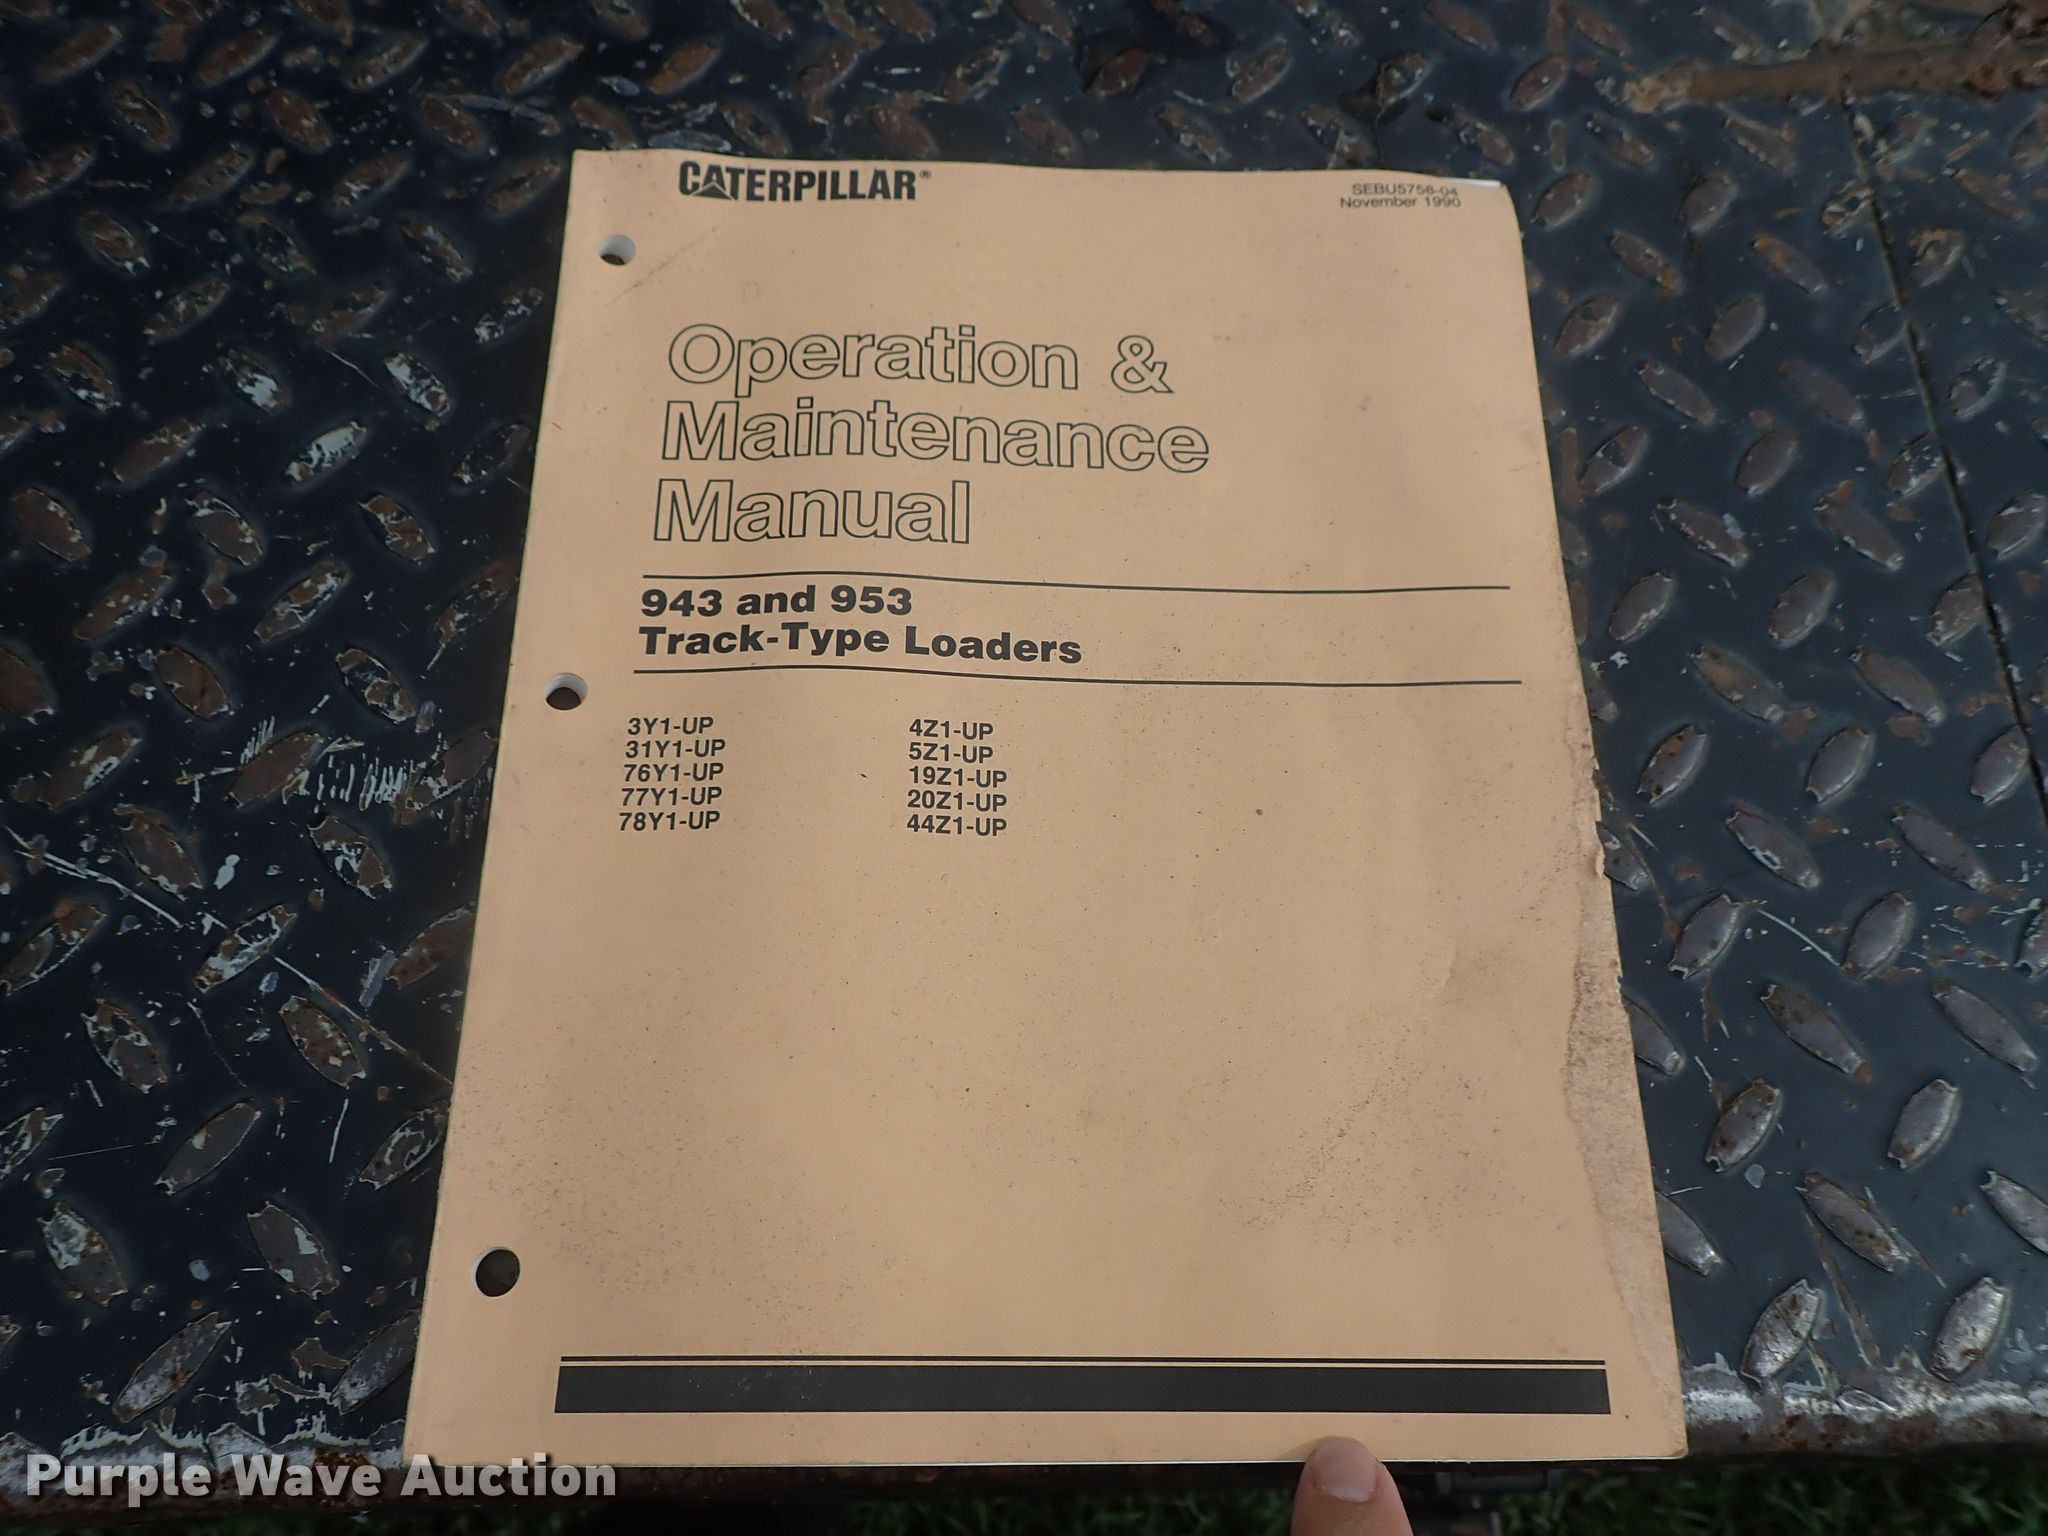 CATERPILLAR®
SEBU5758-04
November 1990
Operation &
Maintenance
Manual
943 and 953
Track-Type Loaders
3Y1-UP
31Y1-UP
76Y1-UP
77Y1-UP
78Y1-UP
4Z1-UP
5Z1-UP
19Z1-UP
20Z1-UP
44Z1-UP
Purple Wave Auction